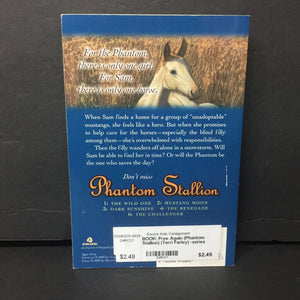 For the Phantom,
there is only one girl.
For Sam,
there is only one horse.
When Sam finds a home for a group of "unadoptable"
mustangs, she feels like a hero. But when she promises
to help care for the horses—especially the blind filly
among them—she's overwhelmed with responsibilities.
Then the filly wanders off alone in a snowstorm. Will
Sam be able to find her in time? Or will the Phantom be
the one who saves the day?
Don't miss
Phantom Stallion
1: THE WILD ONE 2: MUSTANG MOON
3: DARK SUNSHINE 4: THE RENEGADE
6: THE CHALLENGER
$2.49
BOOK: Free Again (Phantom
Stallion) (Terri Farley) -series
$2.49